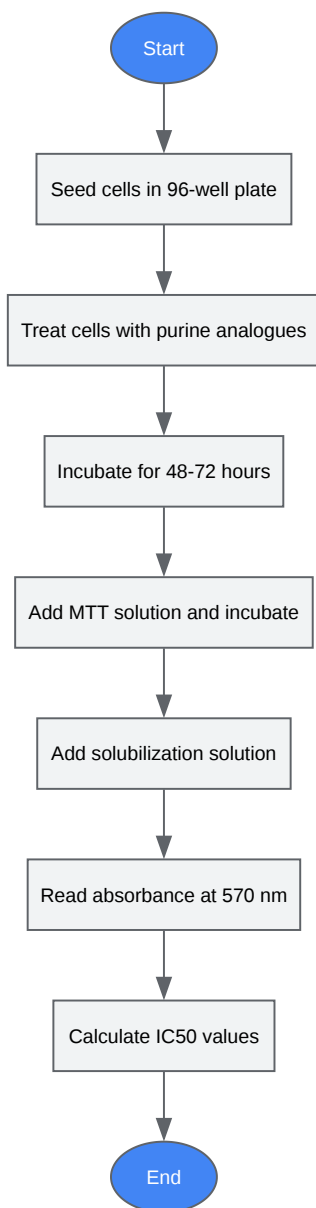 Start
Seed cells in 96-well plate
Treat cells with purine analogues
Incubate for 48-72 hours
Add MTT solution and incubate
Add solubilization solution
Read absorbance at 570 nm
Calculate IC50 values
End